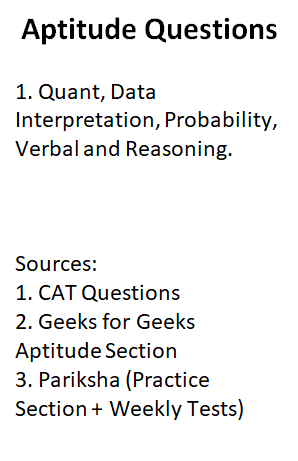 Aptitude Questions
1. Quant, Data
Interpretation, Probability,
Verbal and Reasoning.
Sources:
1. CAT Questions
2. Geeks for Geeks
Aptitude Section
3. Pariksha (Practice
Section + Weekly Tests)